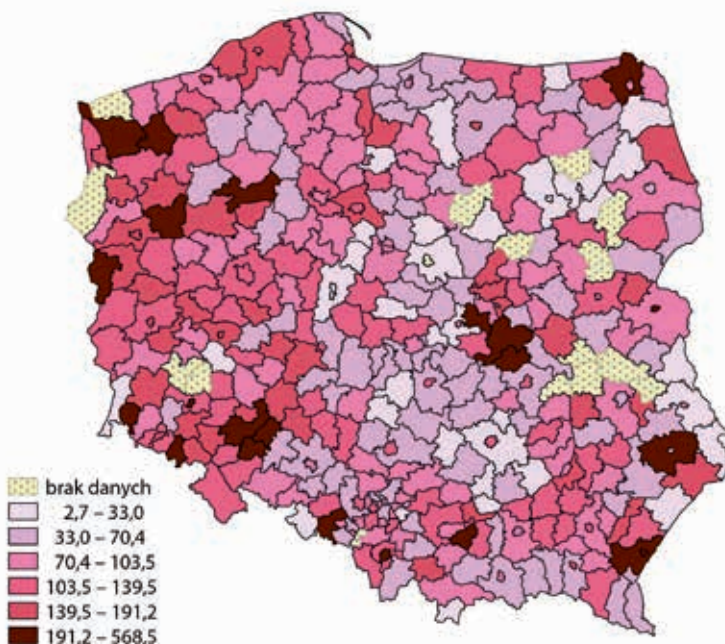 brak danych
2,7 – 33,0
33,0 – 70,4
70,4 – 103,5
103,5 – 139,5
139,5 – 191,2
191,2 – 568,5